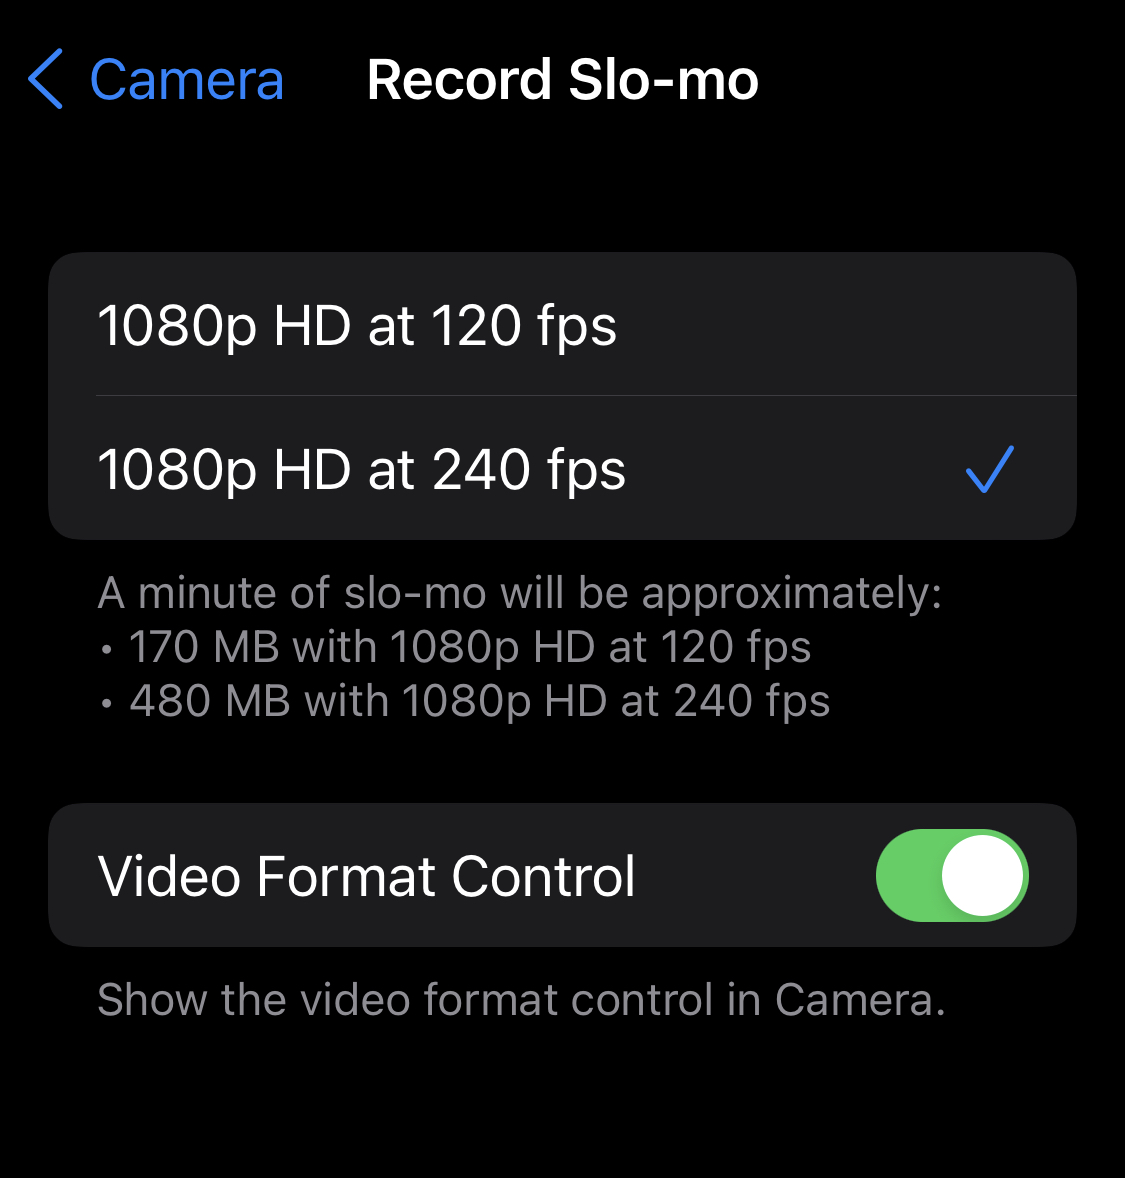 Camera
Record Slo-mo
1080p HD at 120 fps
1080p HD at 240 fps
A minute of slo-mo will be approximately:
• 170 MB with 1080p HD at 120 fps
• 480 MB with 1080p HD at 240 fps
Video Format Control
Show the video format control in Camera.